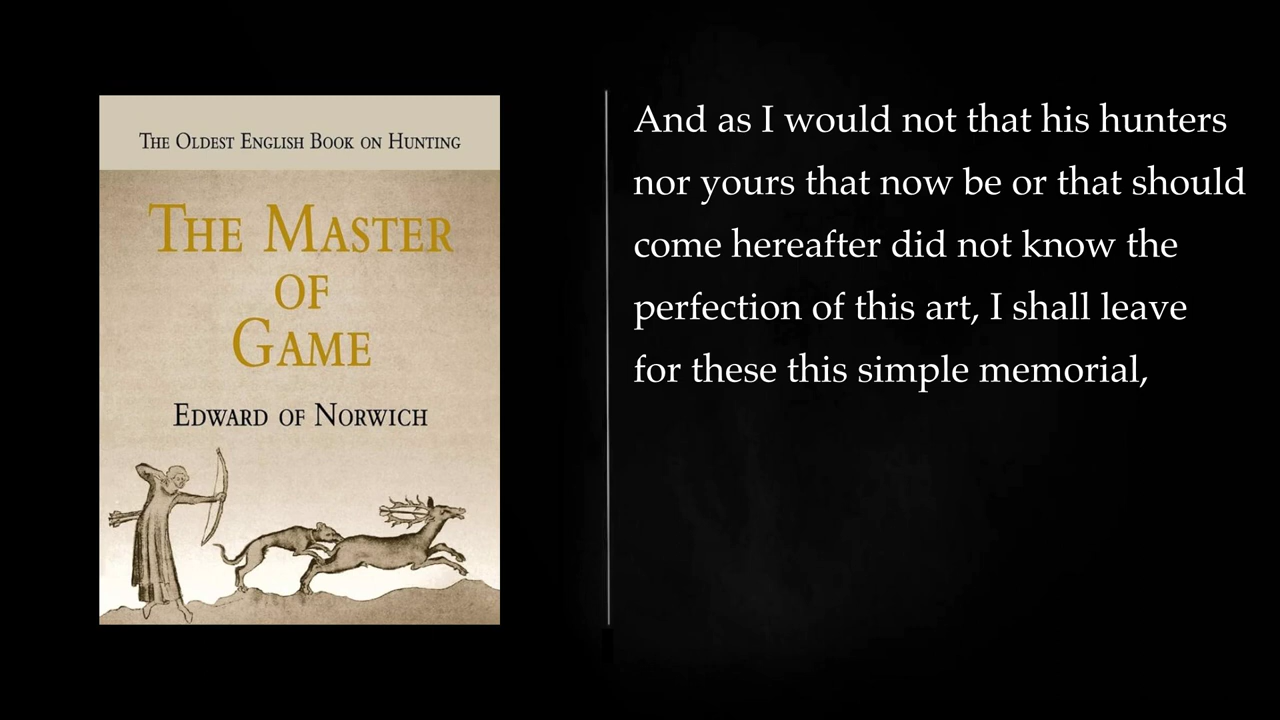 The Oldest English Book on Hunting
The Master
of
Game
Edward of Norwich
And as I would not that his hunters
nor yours that now be or that should
come hereafter did not know the
perfection of this art, I shall leave
for these this simple memorial,